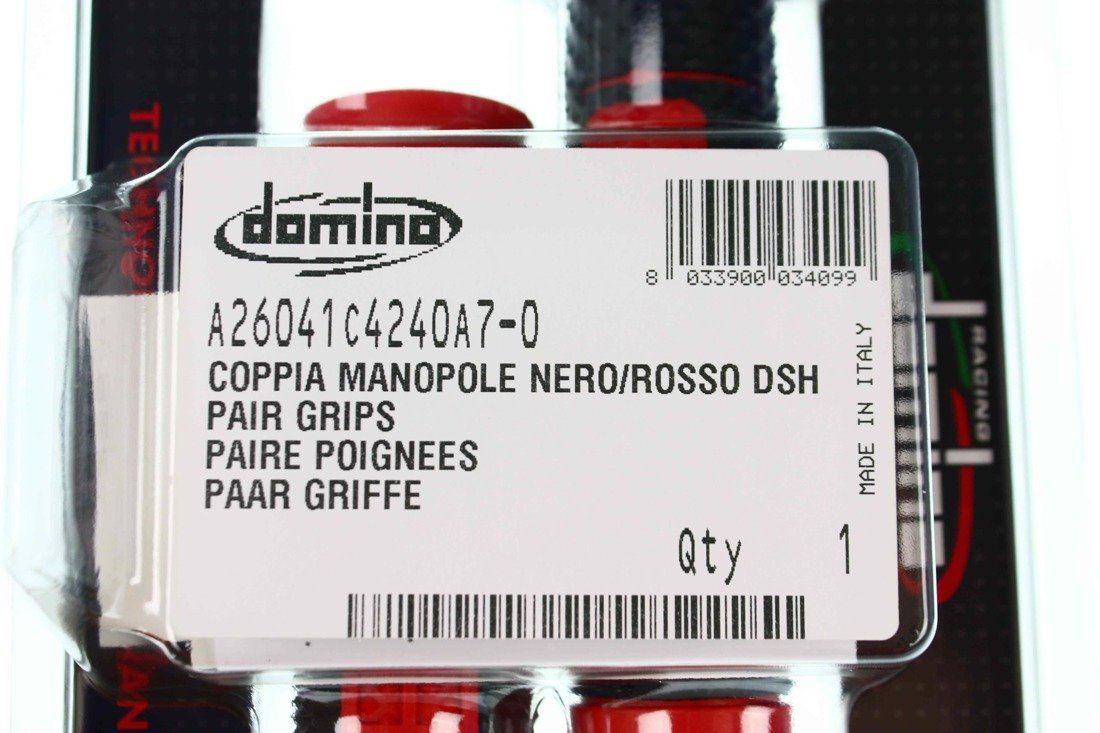 domino
8 033900 034099
A26041C4240A7-0
COPPIA MANOPOLE NERO/ROSSO DSH
PAIR GRIPS
PAIRE POIGNEES
PAAR GRIFFE
MADE IN ITALY
Qty 1
RACING